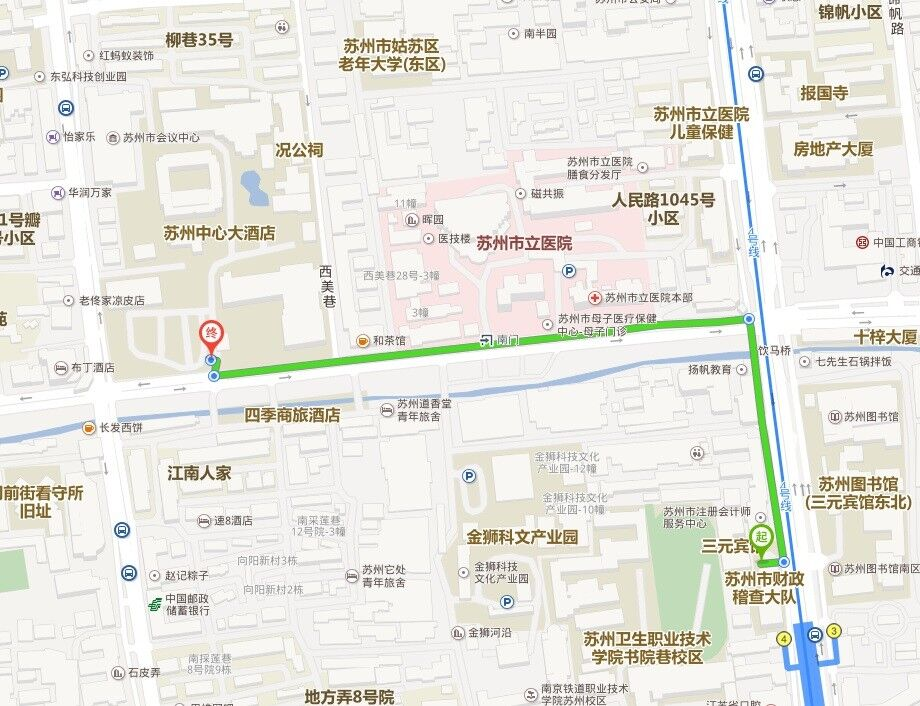 南半园
锦帆小区
锦帆路
柳巷35号
苏州市姑苏区
老年大学(东区)
红蚂蚁装饰
东弘科技创业园
报国寺
苏州市立医院
儿童保健
怡家乐
苏州市会议中心
况公祠
房地产大厦
苏州市立医院
膳食分发厅
华润万家
磁共振
人民路1045号
小区
11幢
晖园
1号瓣
号小区
苏州中心大酒店
医技楼
苏州市立医院
4号线
中国工商银
西美巷
西美巷28号-3幢
交通
老佟家凉皮店
苏州市立医院本部
3幢
苏州市母子医疗保健
中心-母子门诊
终
和茶馆
南门
十梓大厦
饮马桥
布丁酒店
扬帆教育
七先生石锅拌饭
苑
四季商旅酒店
苏州道香堂
青年旅舍
苏州图书馆
长发西饼
江南人家
金狮科技文化
产业园-12幢
司前街看守所
旧址
4号线
苏州图书馆
(三元宾馆东北)
金狮科技文化
产业园-10幢
速8酒店
南采莲巷
12号院-3幢
苏州市注册会计师
服务中心
金狮科文产业园
三元宾
起
向阳新村3栋
赵记粽子
苏州它处
青年旅舍
金狮科技
文化产业园
苏州市财政
稽查大队
苏州图书馆南区
向阳新村2栋
中国邮政
储蓄银行
金狮河沿
苏州卫生职业技术
学院书院巷校区
4
3
南采莲巷
8号院9栋
石皮弄
地方弄8号院
南京铁道职业技术
学院苏州校区